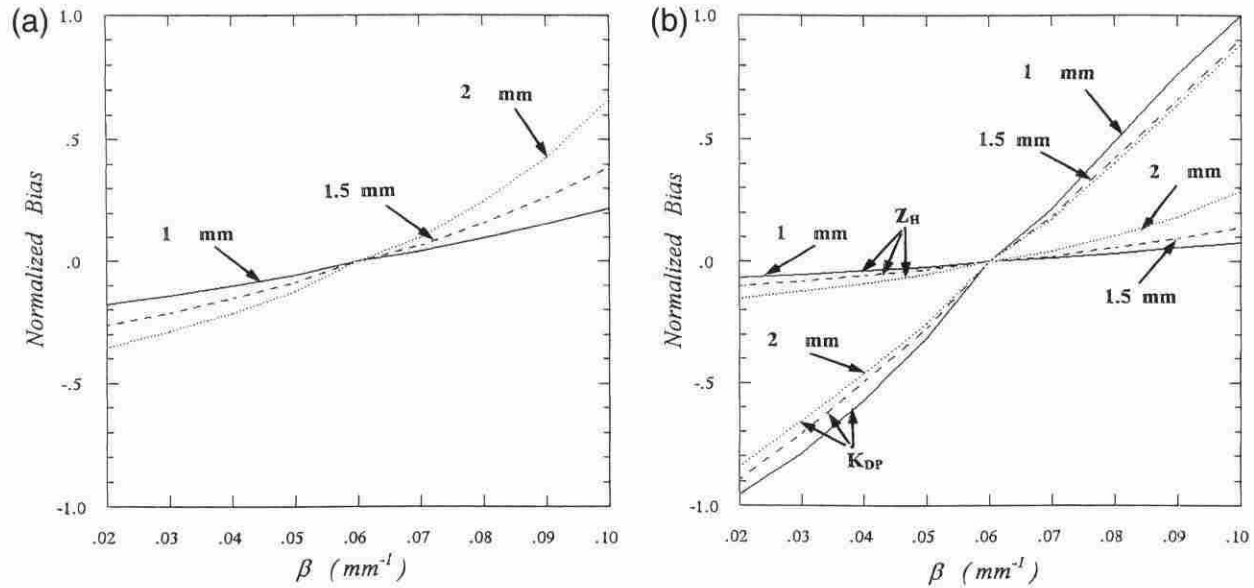 (a)
Normalized Bias
1.0
.5
.0
-.5
-1.0
2 mm
1.5 mm
1 mm
.02 .03 .04 .05 .06 .07 .08 .09 .10
β ( mm⁻¹ )
(b)
Normalized Bias
1.0
.5
.0
-.5
-1.0
1 mm
1.5 mm
2 mm
Z_H
1 mm
1.5 mm
2 mm
K_DP
.02 .03 .04 .05 .06 .07 .08 .09 .10
β ( mm⁻¹ )